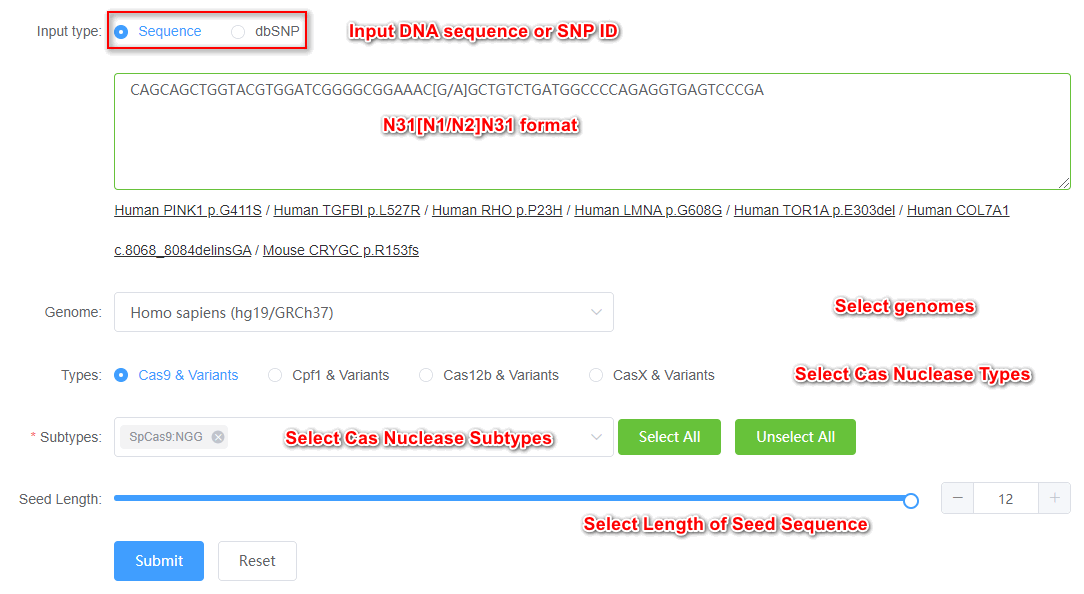 Input type: Sequence dbSNP Input DNA sequence or SNP ID
CAGCAGCTGGTACGTGGATCGGGGCGGAAAC[G/A]GCTGTCTGATGGCCCCAGAGGTGAGTCCCGA
N31[N1/N2]N31 format
Human PINK1 p.G411S / Human TGFBI p.L527R / Human RHO p.P23H / Human LMNA p.G608G / Human TOR1A p.E303del / Human COL7A1
c.8068_8084delinsGA / Mouse CRYGC p.R153fs
Genome: Homo sapiens (hg19/GRCh37) Select genomes
Types: Cas9 & Variants Cpf1 & Variants Cas12b & Variants CasX & Variants Select Cas Nuclease Types
* Subtypes: SpCas9:NGG Select Cas Nuclease Subtypes Select All Unselect All
Seed Length: 12
Select Length of Seed Sequence
Submit Reset